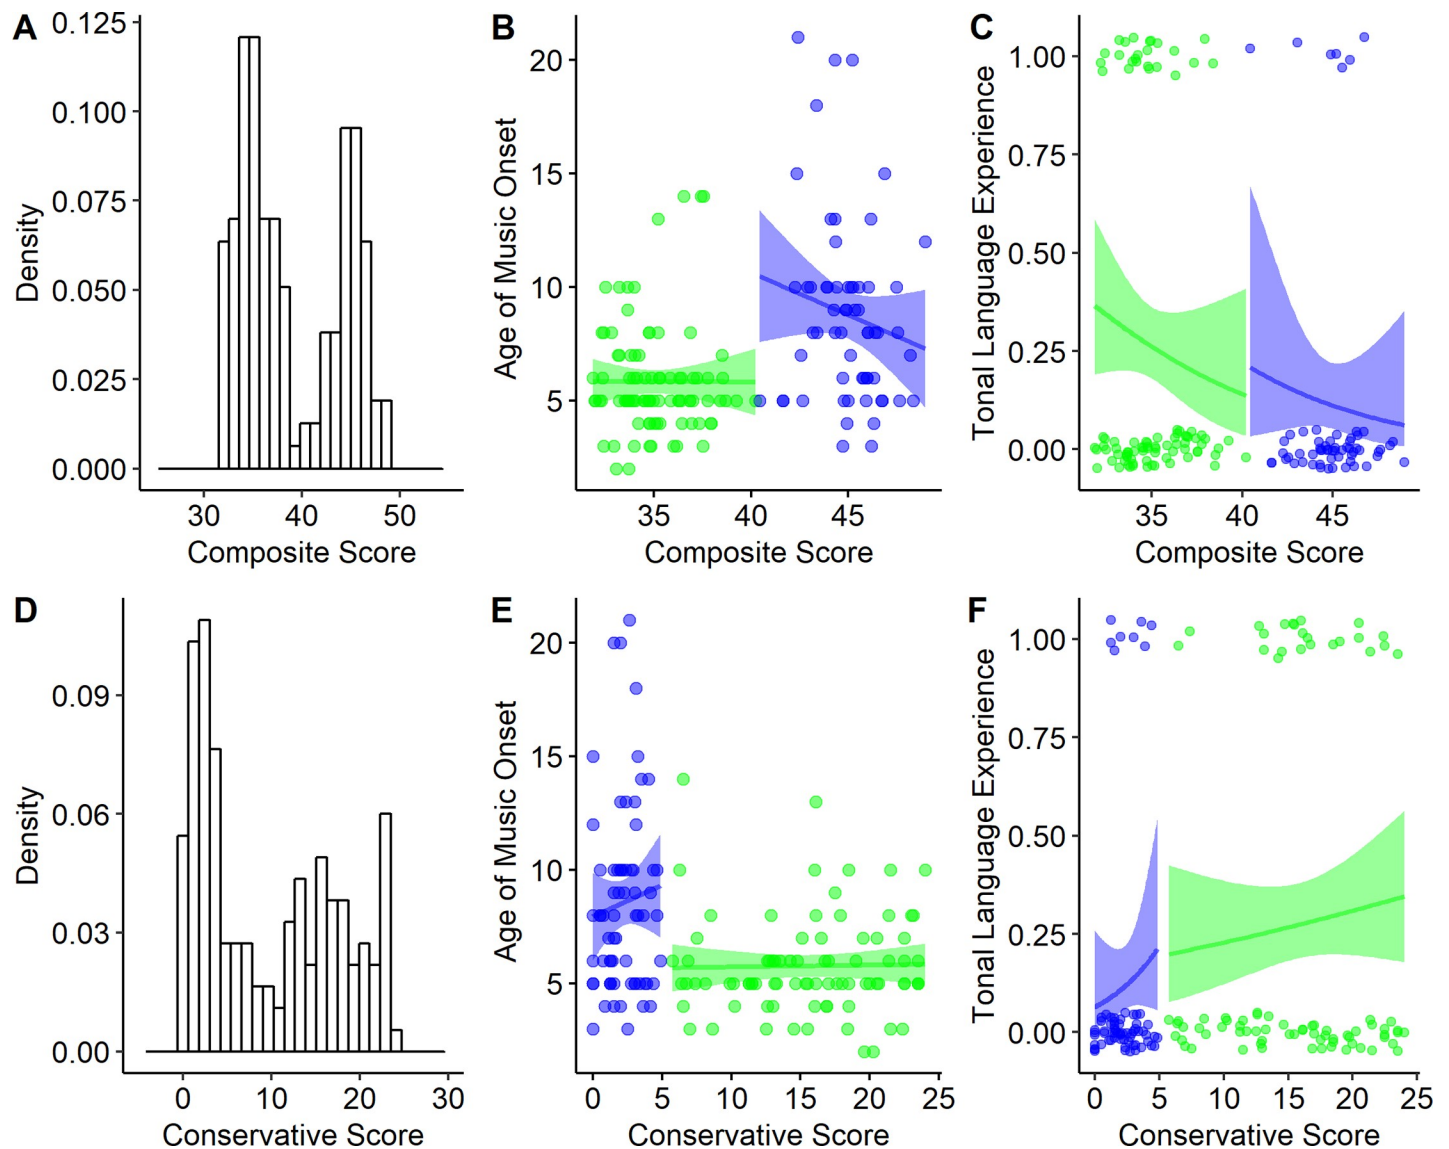 A
0.125
0.100
0.075
0.050
0.025
0.000
Density
30 40 50
Composite Score
B
20
15
10
5
Age of Music Onset
35 40 45
Composite Score
C
1.00
0.75
0.50
0.25
0.00
Tonal Language Experience
35 40 45
Composite Score
D
0.09
0.06
0.03
0.00
Density
0 10 20 30
Conservative Score
E
20
15
10
5
Age of Music Onset
0 5 10 15 20 25
Conservative Score
F
1.00
0.75
0.50
0.25
0.00
Tonal Language Experience
0 5 10 15 20 25
Conservative Score